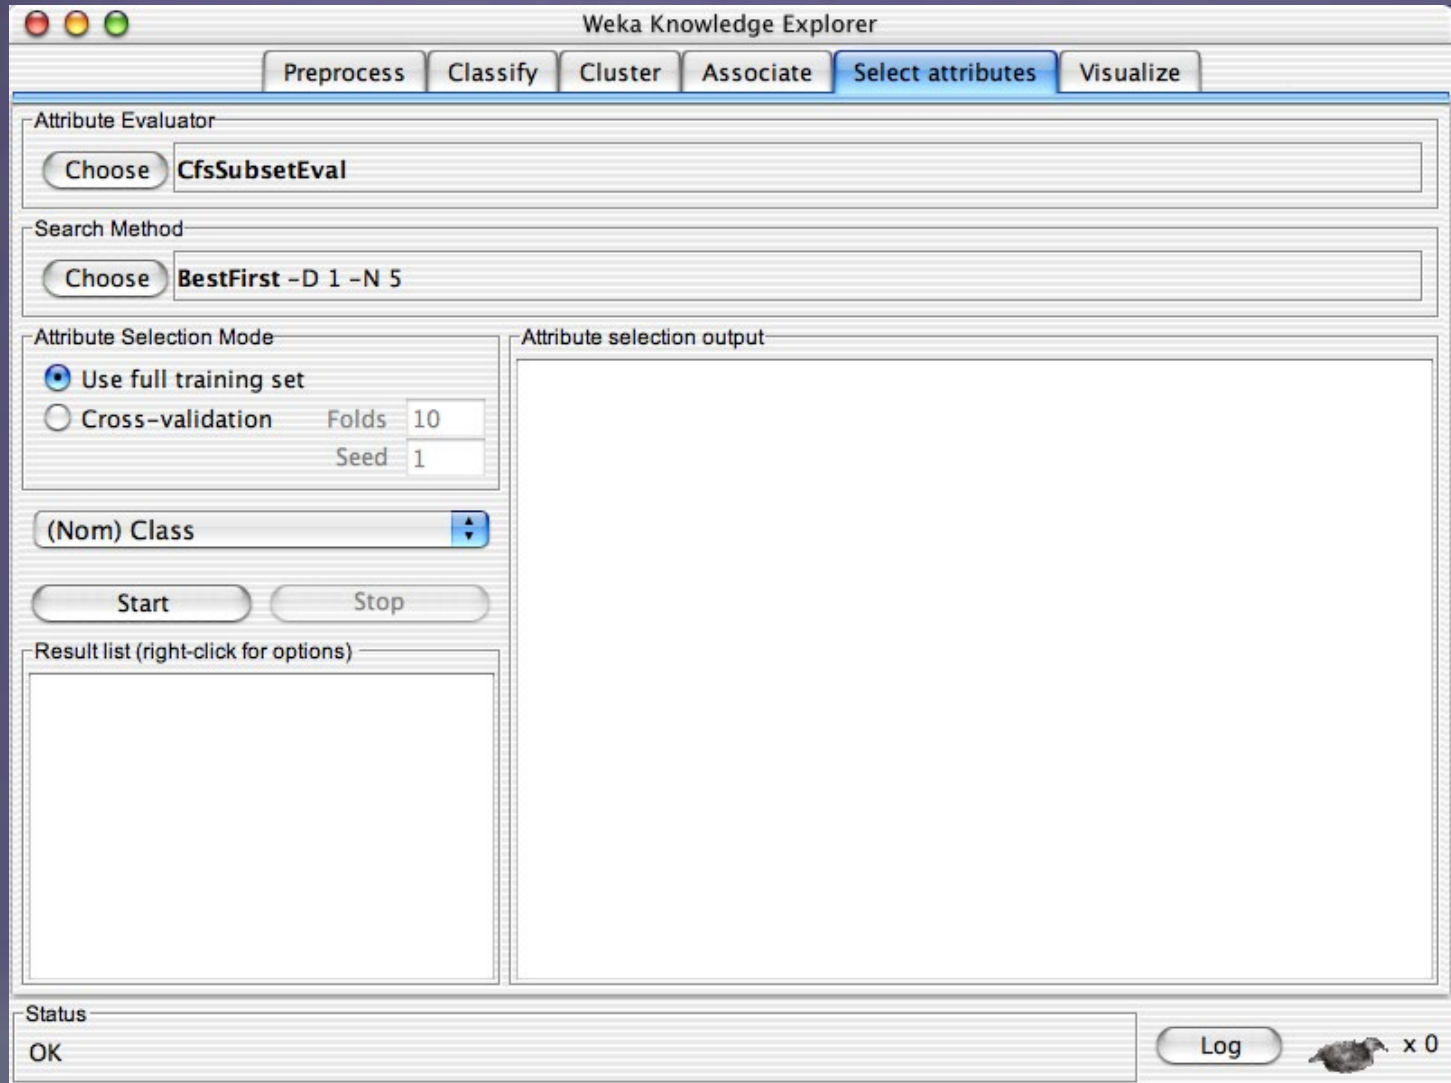 Weka Knowledge Explorer
Preprocess Classify Cluster Associate Select attributes Visualize
Attribute Evaluator
Choose CfsSubsetEval
Search Method
Choose BestFirst -D 1 -N 5
Attribute Selection Mode
Use full training set
Cross-validation Folds 10
Seed 1
(Nom) Class
Start Stop
Result list (right-click for options)
Attribute selection output
Status
OK
Log x 0